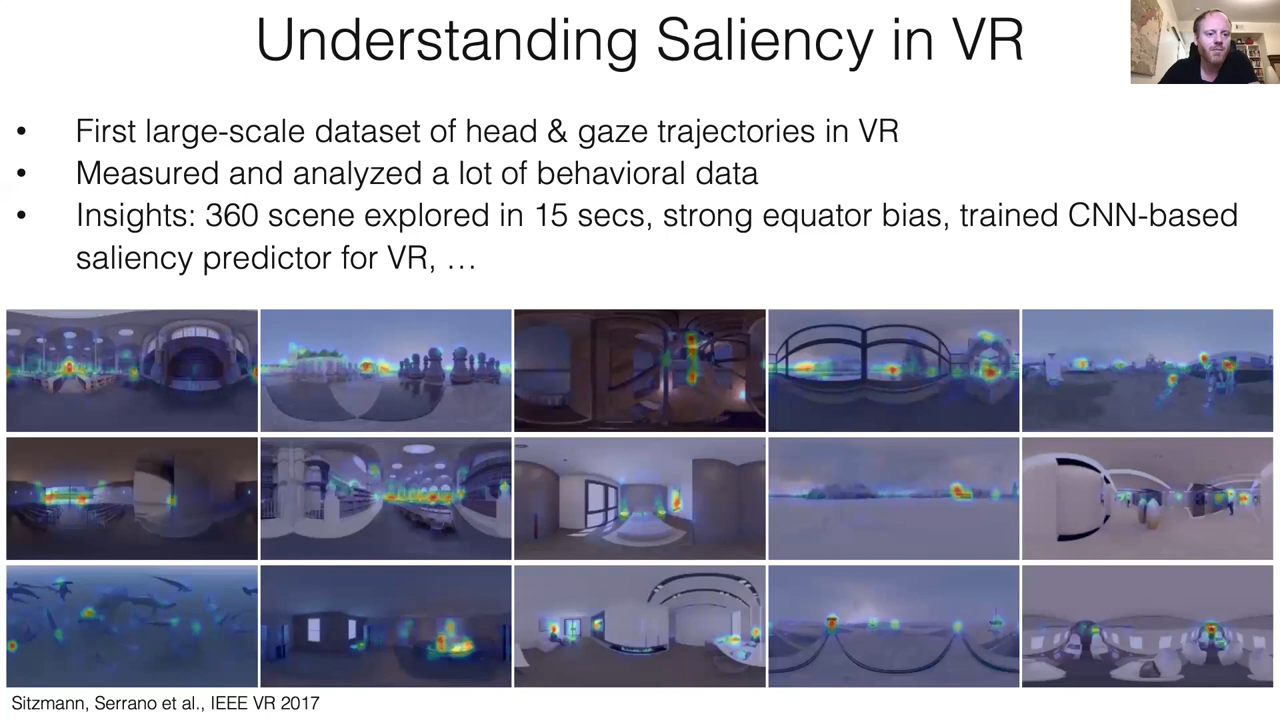 Understanding Saliency in VR
• First large-scale dataset of head & gaze trajectories in VR
• Measured and analyzed a lot of behavioral data
• Insights: 360 scene explored in 15 secs, strong equator bias, trained CNN-based
saliency predictor for VR, …
Sitzmann, Serrano et al., IEEE VR 2017